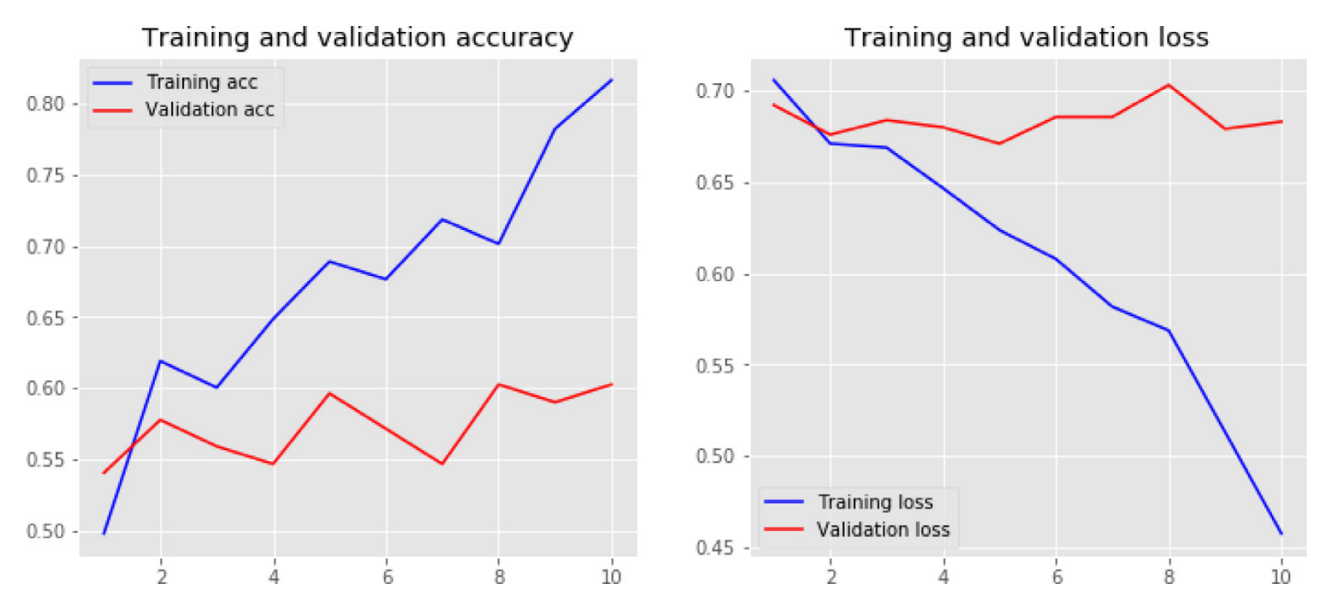 Training and validation accuracy
Training acc
Validation acc
0.80
0.75
0.70
0.65
0.60
0.55
0.50
2 4 6 8 10
Training and validation loss
0.70
0.65
0.60
0.55
0.50
0.45
Training loss
Validation loss
2 4 6 8 10